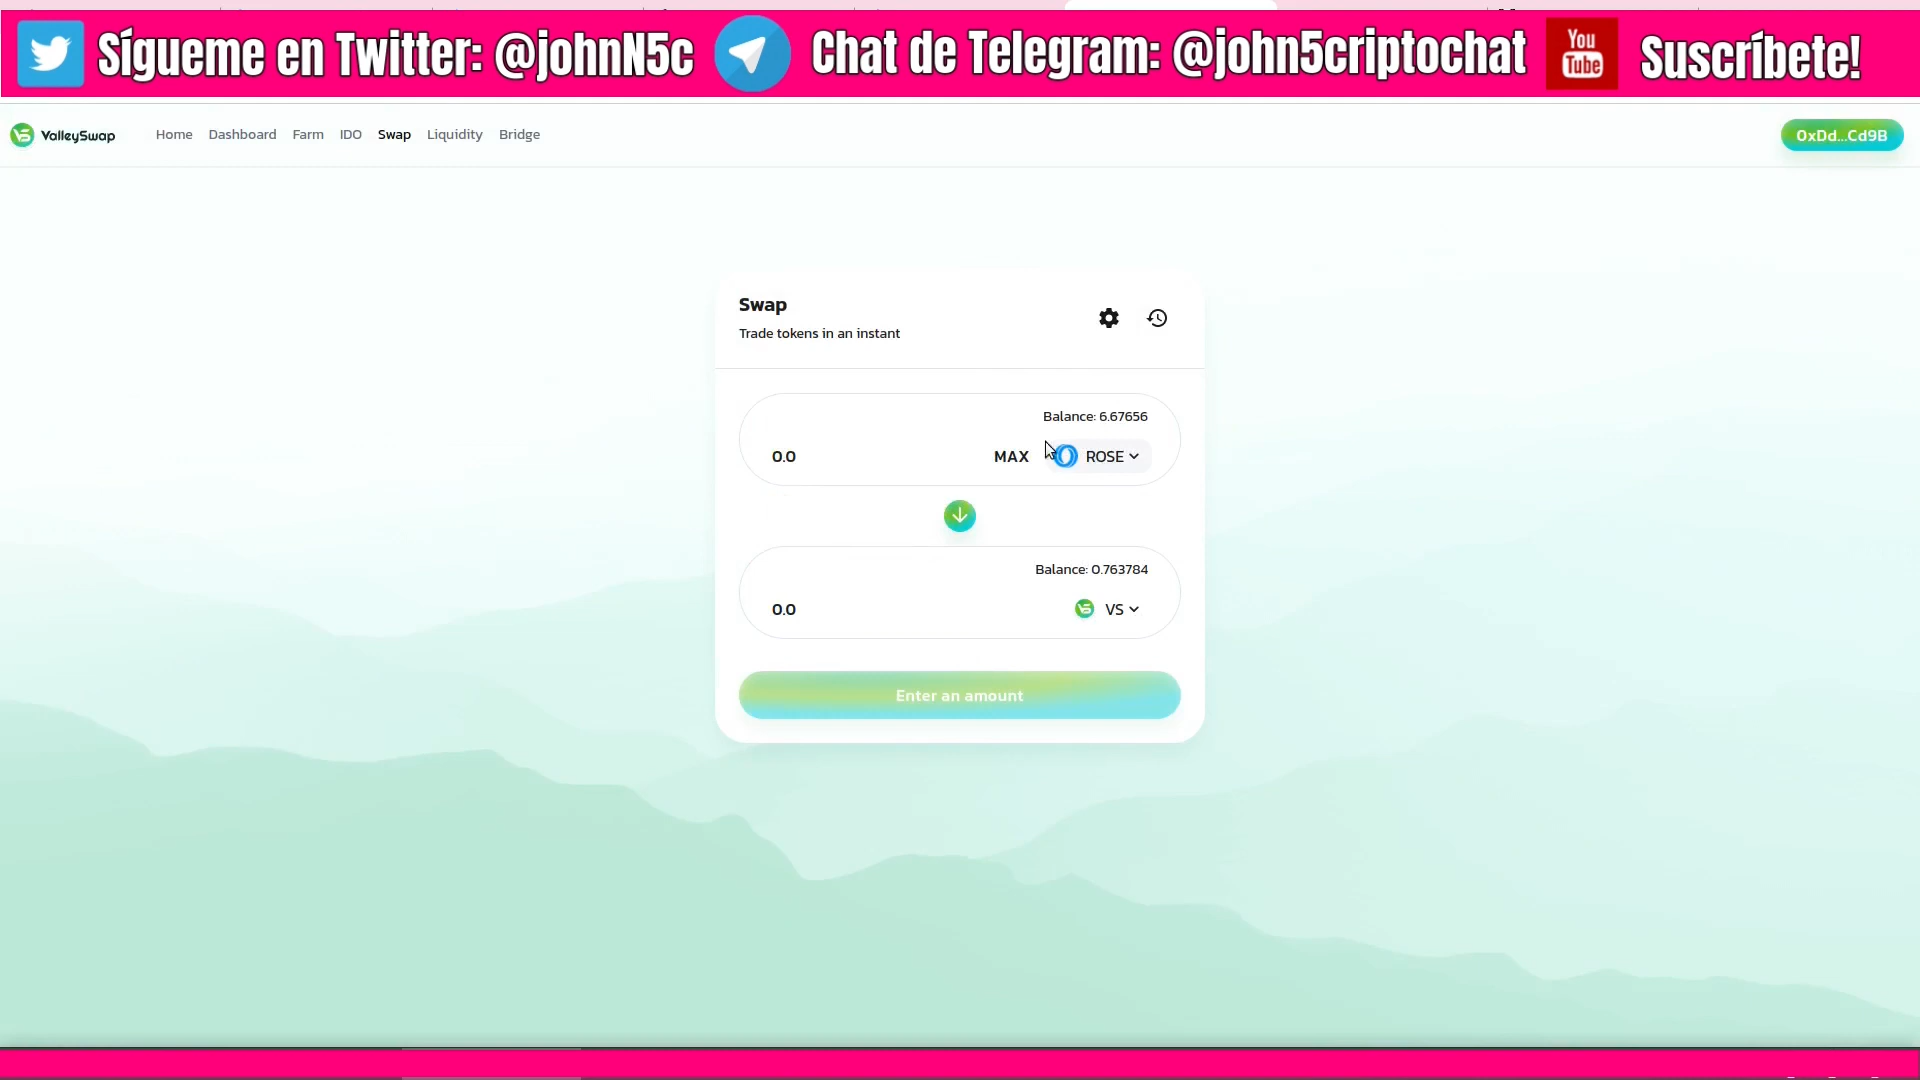 Sígueme en Twitter: @johnN5c
Chat de Telegram: @john5criptochat
You
Tube
Suscríbete!
ValleySwap
Home
Dashboard
Farm
IDO
Swap
Liquidity
Bridge
0xDd...Cd9B
Swap
Trade tokens in an instant
Balance: 6.67656
0.0
MAX
ROSE
Balance: 0.763784
0.0
VS
Enter an amount